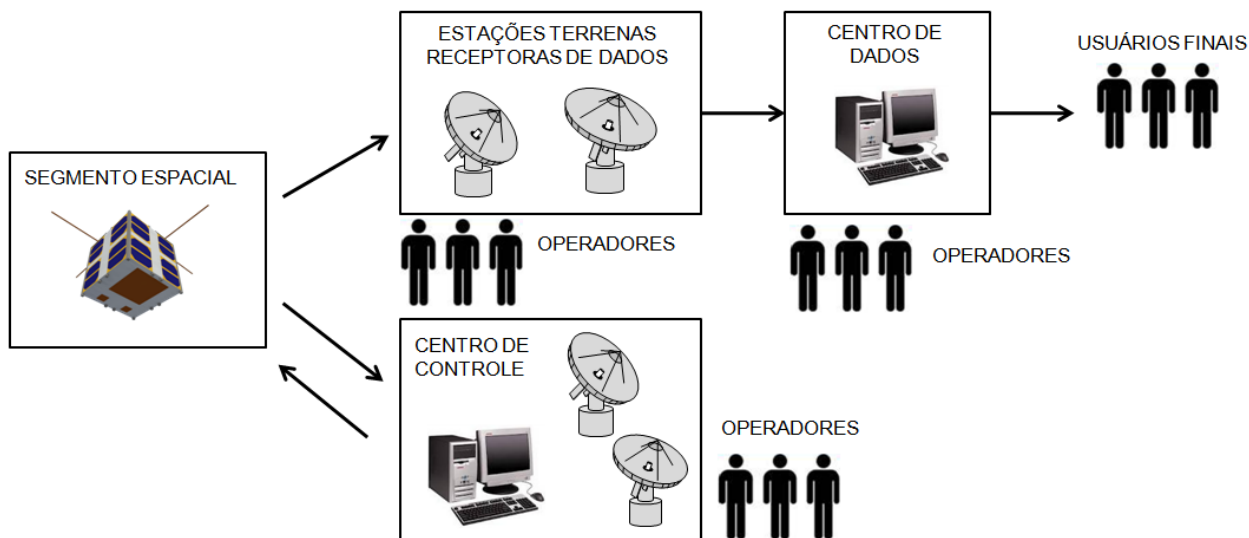 ESTAÇÕES TERRENAS
RECEPTORAS DE DADOS
CENTRO DE
DADOS
USUÁRIOS FINAIS
SEGMENTO ESPACIAL
OPERADORES
OPERADORES
CENTRO DE
CONTROLE
OPERADORES